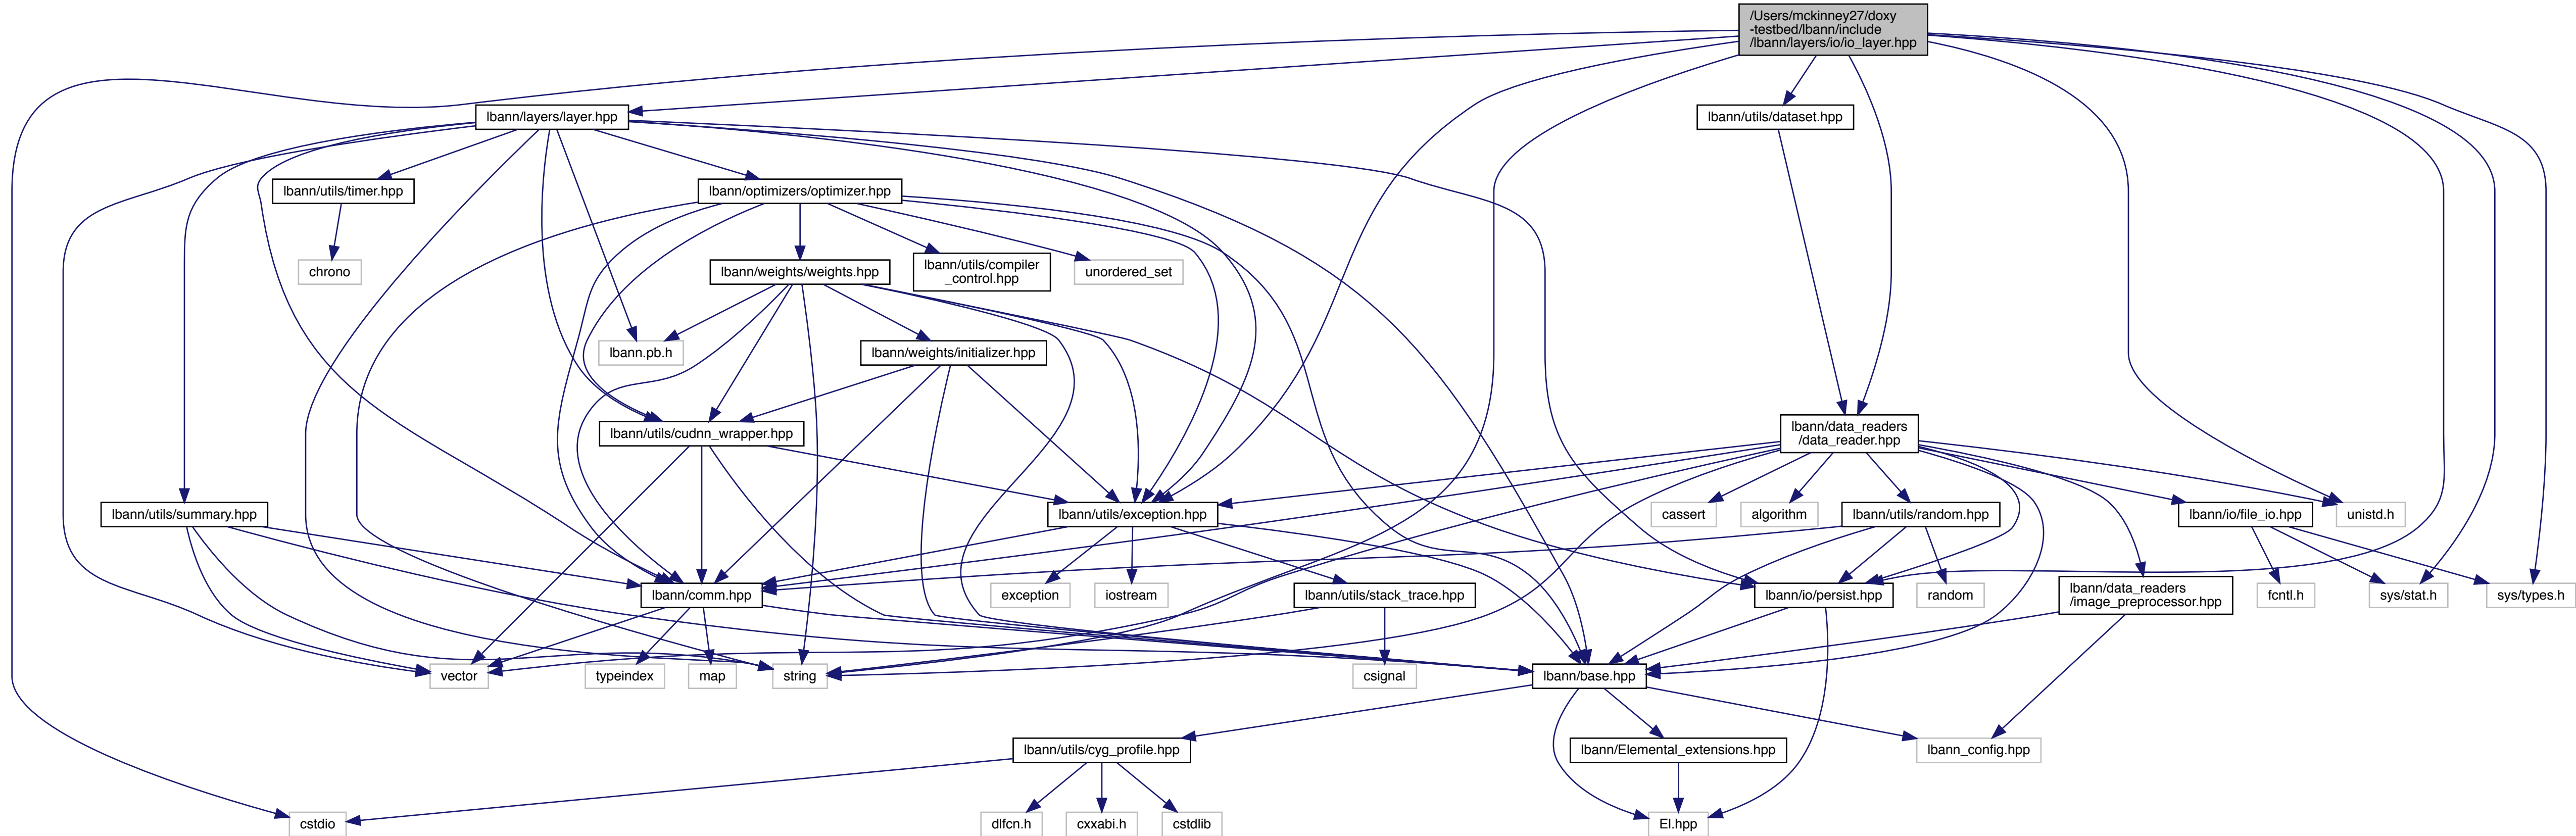 /Users/mckinney27/doxy
-testbed/lbann/include
/lbann/layers/io/io_layer.hpp
lbann/layers/layer.hpp
lbann/utils/dataset.hpp
lbann/utils/timer.hpp
lbann/optimizers/optimizer.hpp
chrono
lbann/weights/weights.hpp
lbann/utils/compiler
_control.hpp
unordered_set
lbann.pb.h
lbann/weights/initializer.hpp
lbann/utils/cudnn_wrapper.hpp
lbann/data_readers
/data_reader.hpp
lbann/utils/summary.hpp
lbann/utils/exception.hpp
cassert
algorithm
lbann/utils/random.hpp
lbann/io/file_io.hpp
unistd.h
lbann/comm.hpp
exception
iostream
lbann/utils/stack_trace.hpp
lbann/io/persist.hpp
random
lbann/data_readers
/image_preprocessor.hpp
fcntl.h
sys/stat.h
sys/types.h
vector
typeindex
map
string
csignal
lbann/base.hpp
lbann/utils/cyg_profile.hpp
lbann/Elemental_extensions.hpp
lbann_config.hpp
cstdio
dlfcn.h
cxxabi.h
cstdlib
El.hpp